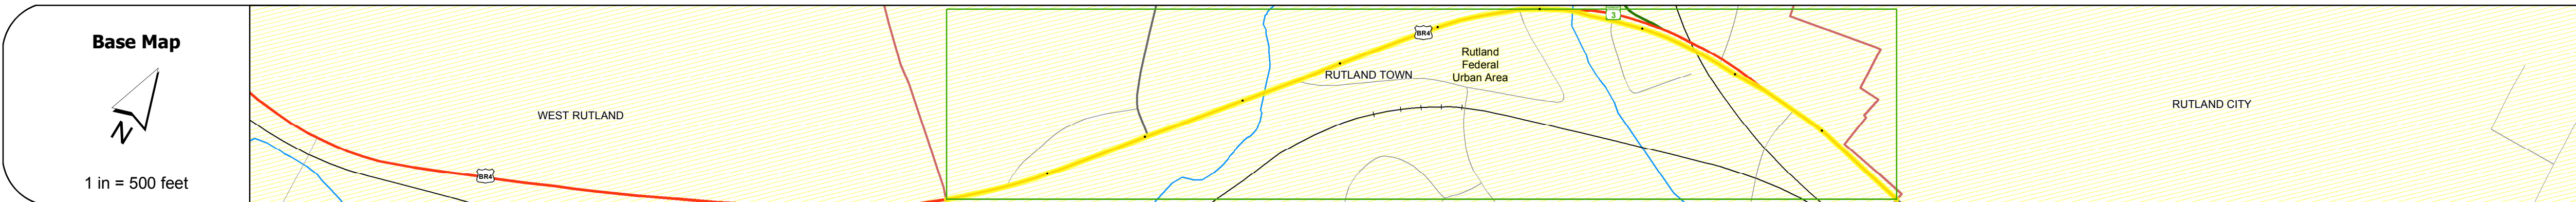 Base Map
N
1 in = 500 feet
WEST RUTLAND
BR4
BR4
RUTLAND TOWN
Rutland
Federal
Urban Area
3
RUTLAND CITY